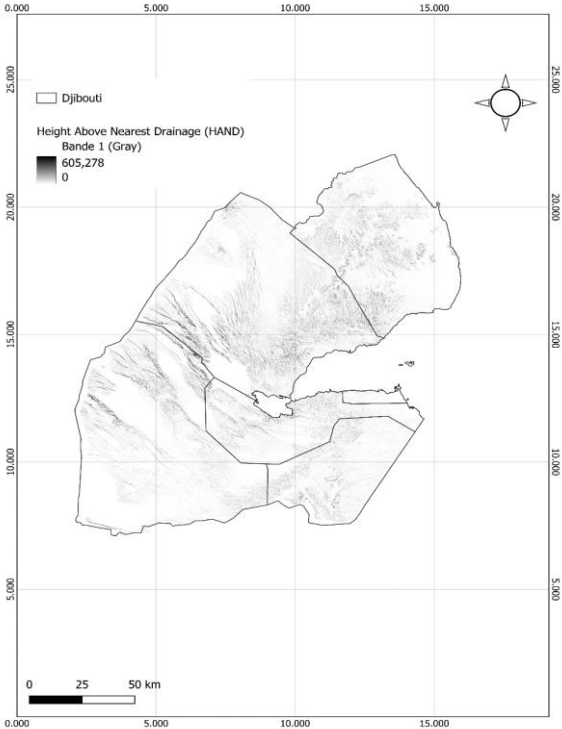 0.000 5.000 10.000 15.000
25.000 25.000
Djibouti
Height Above Nearest Drainage (HAND)
Bande 1 (Gray)
605,278
0
20.000 20.000
15.000 15.000
10.000 10.000
5.000 5.000
0 25 50 km
0.000 5.000 10.000 15.000